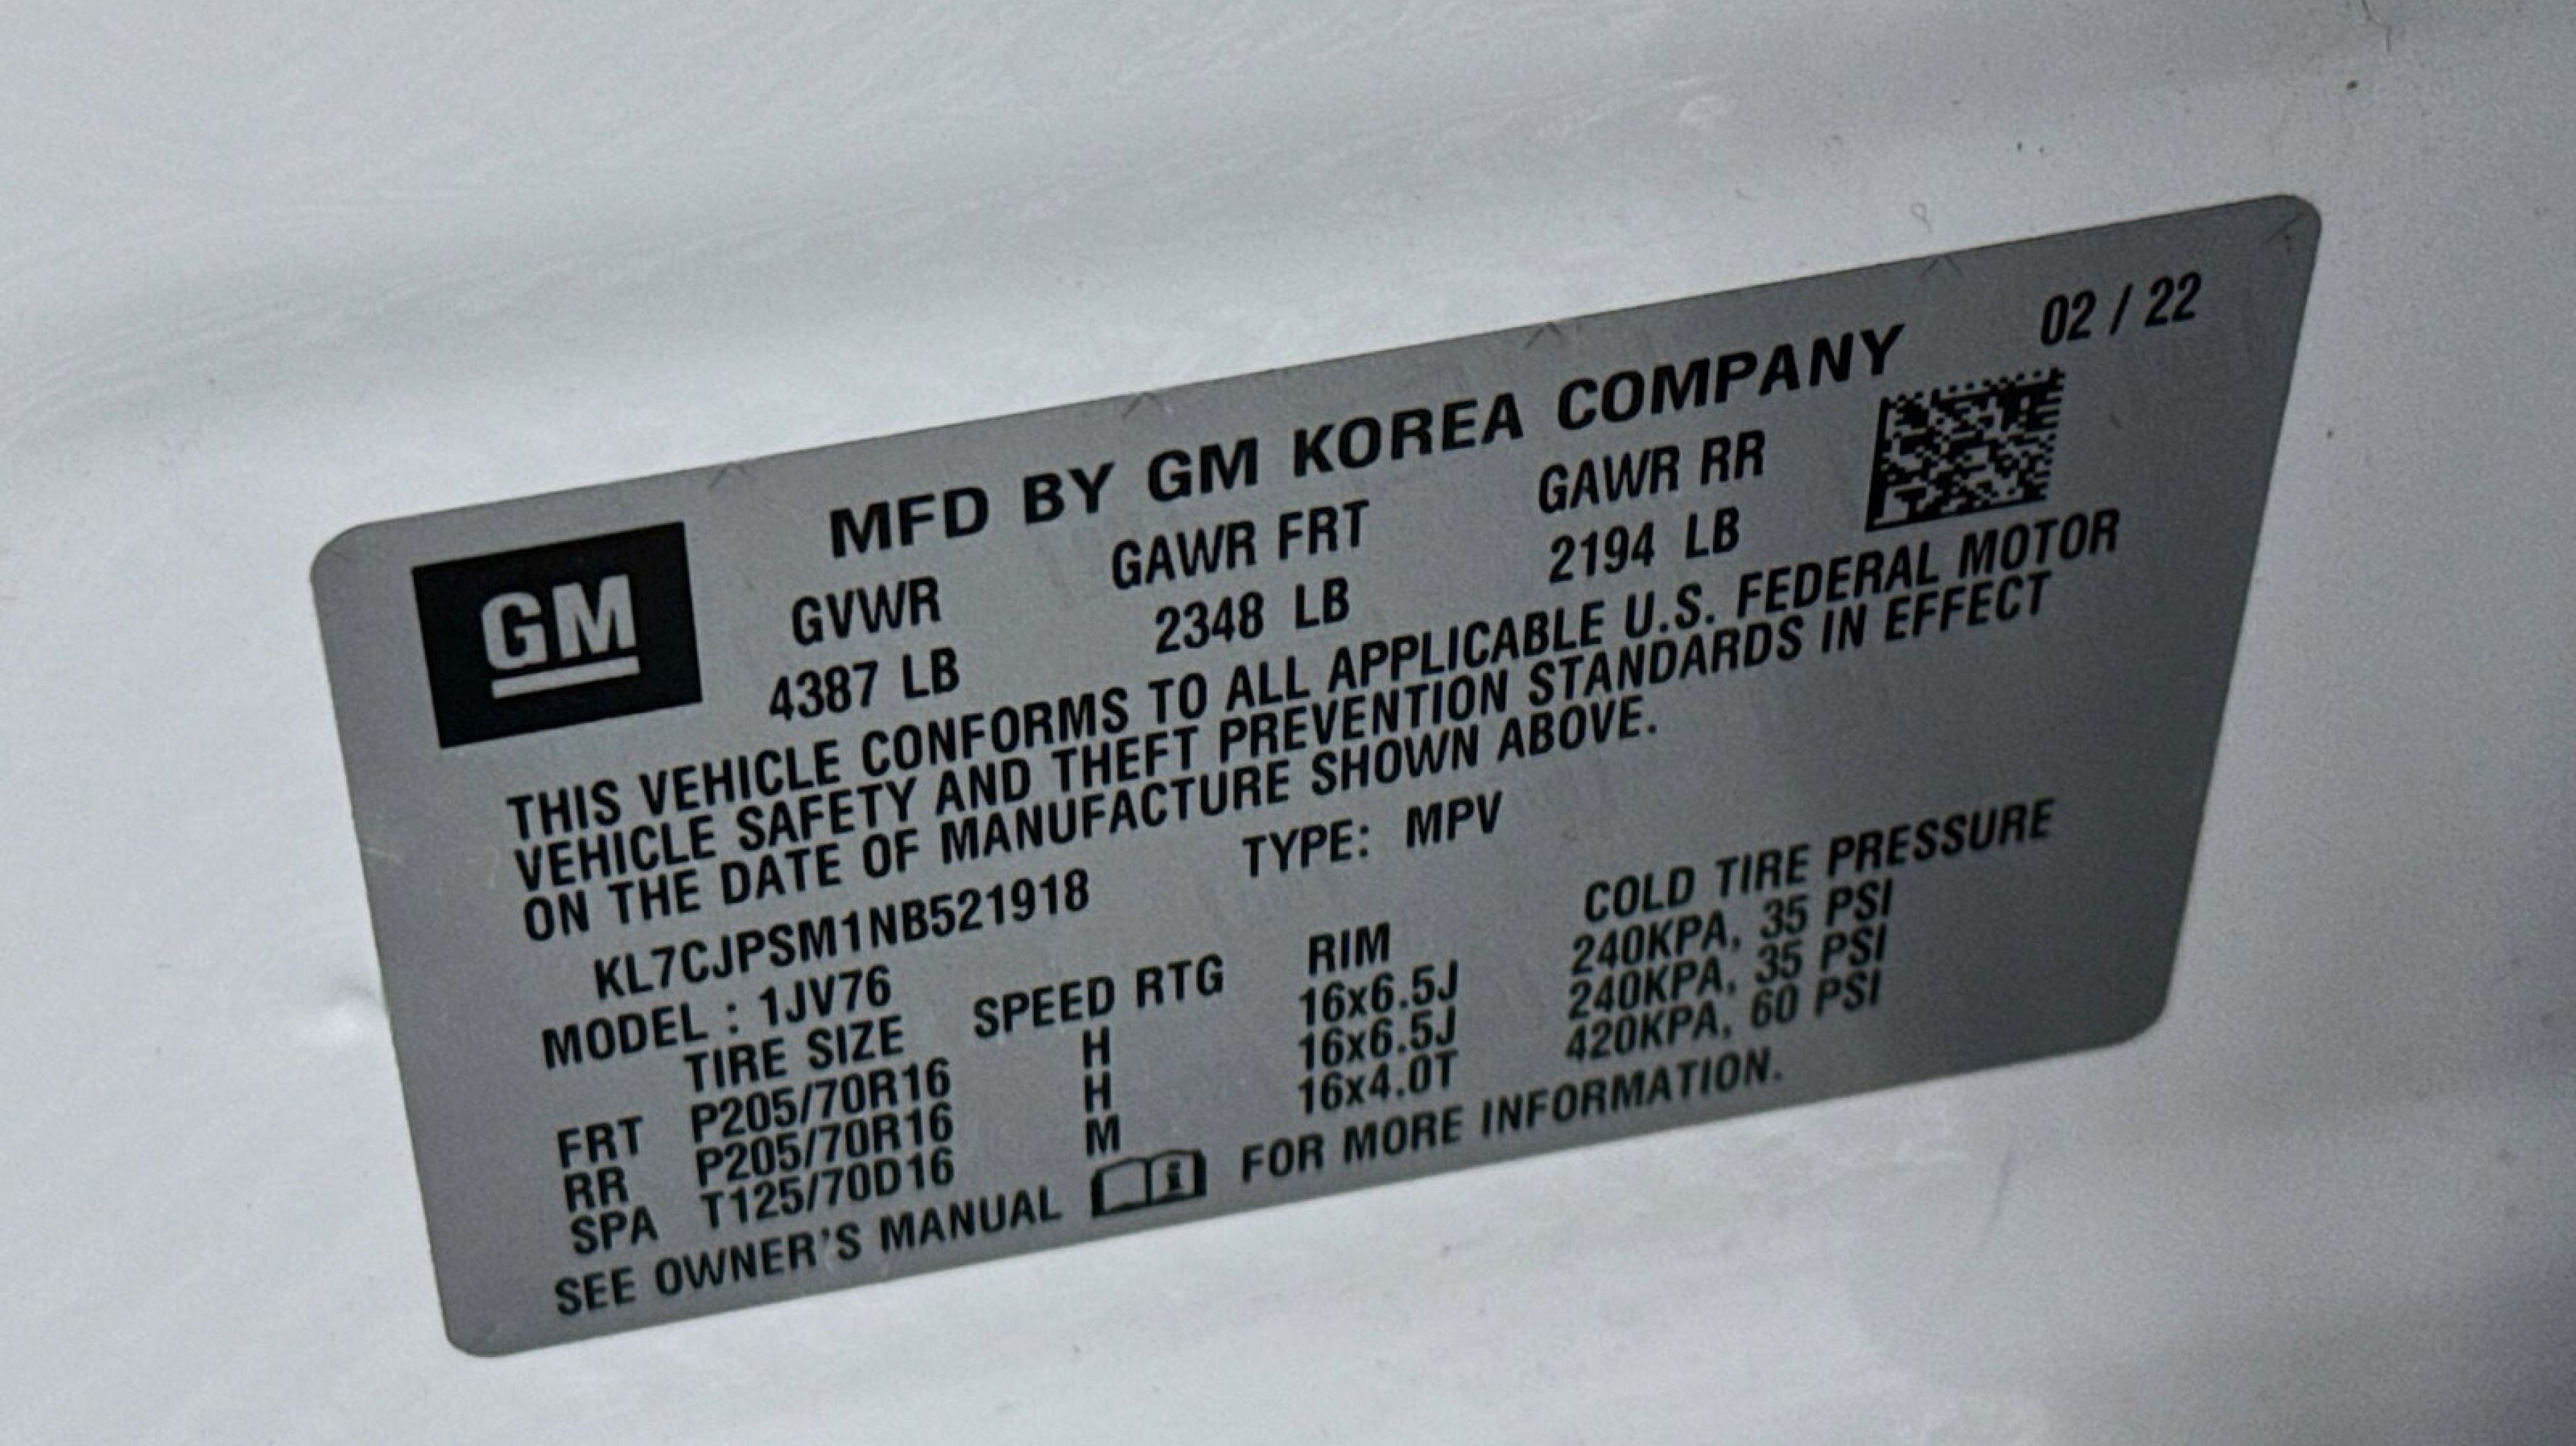 02 / 22
MFD BY GM KOREA COMPANY
GM
GVWR GAWR FRT GAWR RR
4387 LB 2348 LB 2194 LB
THIS VEHICLE CONFORMS TO ALL APPLICABLE U.S. FEDERAL MOTOR
VEHICLE SAFETY AND THEFT PREVENTION STANDARDS IN EFFECT
ON THE DATE OF MANUFACTURE SHOWN ABOVE.
KL7CJPSM1NB521918 TYPE: MPV
MODEL : 1JV76
TIRE SIZE SPEED RTG RIM COLD TIRE PRESSURE
FRT P205/70R16 H 16x6.5J 240KPA, 35 PSI
RR P205/70R16 H 16x6.5J 240KPA, 35 PSI
SPA T125/70D16 M 16x4.0T 420KPA, 60 PSI
SEE OWNER'S MANUAL i FOR MORE INFORMATION.